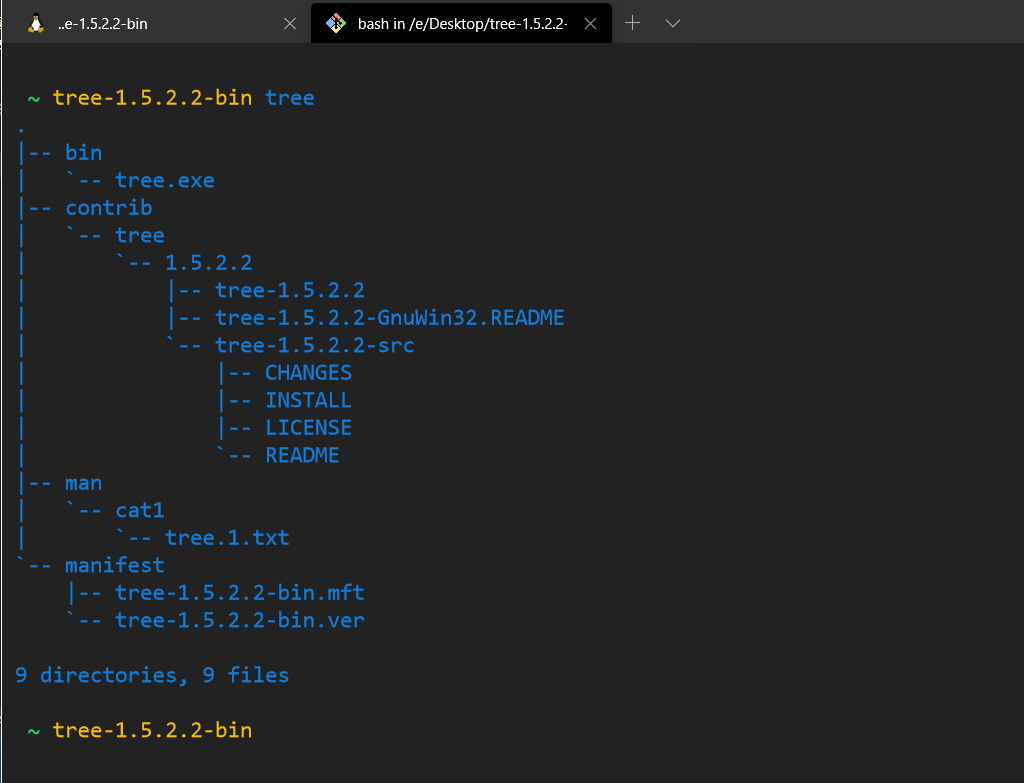 ..e-1.5.2.2-bin
bash in /e/Desktop/tree-1.5.2.2-
~ tree-1.5.2.2-bin tree
.
|-- bin
|   `-- tree.exe
|-- contrib
|   `-- tree
|       `-- 1.5.2.2
|           |-- tree-1.5.2.2
|           |-- tree-1.5.2.2-GnuWin32.README
|           `-- tree-1.5.2.2-src
|               |-- CHANGES
|               |-- INSTALL
|               |-- LICENSE
|               `-- README
|-- man
|   `-- cat1
|       `-- tree.1.txt
`-- manifest
    |-- tree-1.5.2.2-bin.mft
    `-- tree-1.5.2.2-bin.ver
9 directories, 9 files
~ tree-1.5.2.2-bin